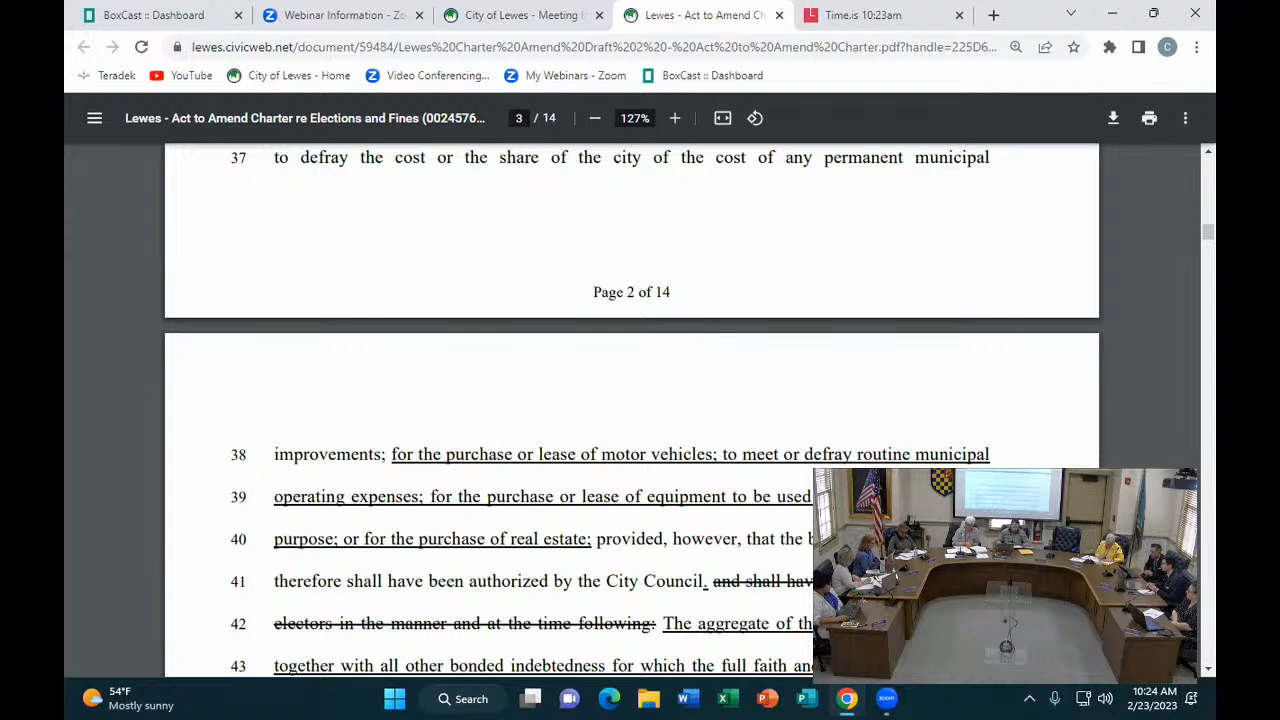 BoxCast :: Dashboard
Webinar Information - Zo
City of Lewes - Meeting I
Lewes - Act to Amend Ch
Time.is 10:23am
lewes.civicweb.net/document/59484/Lewes%20Charter%20Amend%20Draft%202%20-%20Act%20to%20Amend%20Charter.pdf?handle=225D6...
C
Teradek
YouTube
City of Lewes - Home
Video Conferencing...
My Webinars - Zoom
BoxCast :: Dashboard
Lewes - Act to Amend Charter re Elections and Fines (0024576...
3 / 14
127%
37 to defray the cost or the share of the city of the cost of any permanent municipal
Page 2 of 14
38 improvements; for the purchase or lease of motor vehicles; to meet or defray routine municipal
39 operating expenses; for the purchase or lease of equipment to be used
40 purpose; or for the purchase of real estate; provided, however, that the b
41 therefore shall have been authorized by the City Council. and shall hav
42 electors in the manner and at the time following: The aggregate of th
43 together with all other bonded indebtedness for which the full faith an
54°F
Mostly sunny
Search
10:24 AM
2/23/2023